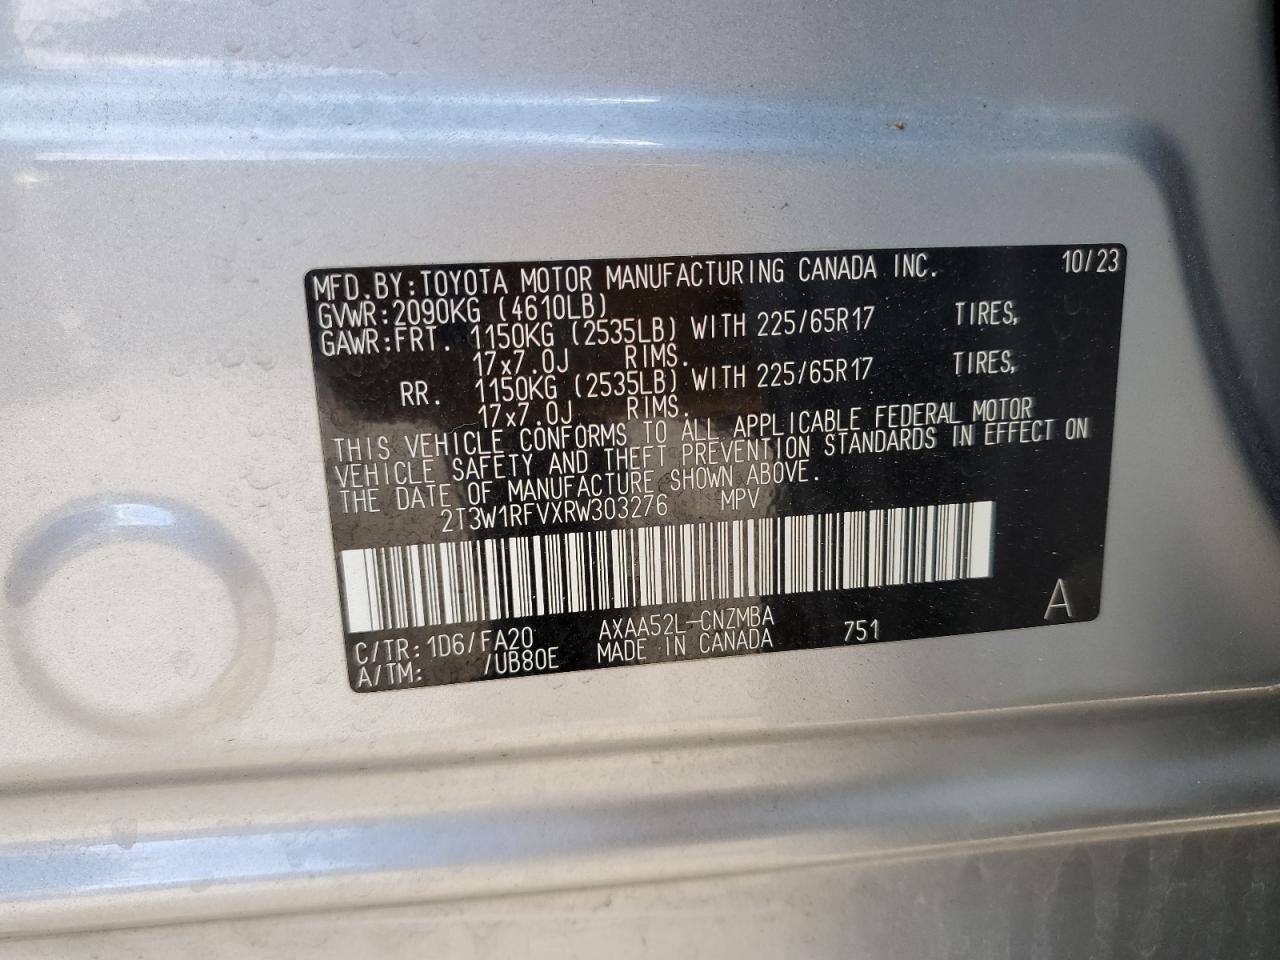 MFD.BY:TOYOTA MOTOR MANUFACTURING CANADA INC. 10/23
GVWR:2090KG (4610LB)
GAWR:FRT. 1150KG (2535LB) WITH 225/65R17 TIRES,
17x7.0J RIMS.
RR. 1150KG (2535LB) WITH 225/65R17 TIRES,
17x7.0J RIMS.
THIS VEHICLE CONFORMS TO ALL APPLICABLE FEDERAL MOTOR
VEHICLE SAFETY AND THEFT PREVENTION STANDARDS IN EFFECT ON
THE DATE OF MANUFACTURE SHOWN ABOVE.
2T3W1RFVXRW303276 MPV
C/TR:1D6/FA20 AXAA52L-CNZMBA 751 A
A/TM: /UB80E MADE IN CANADA